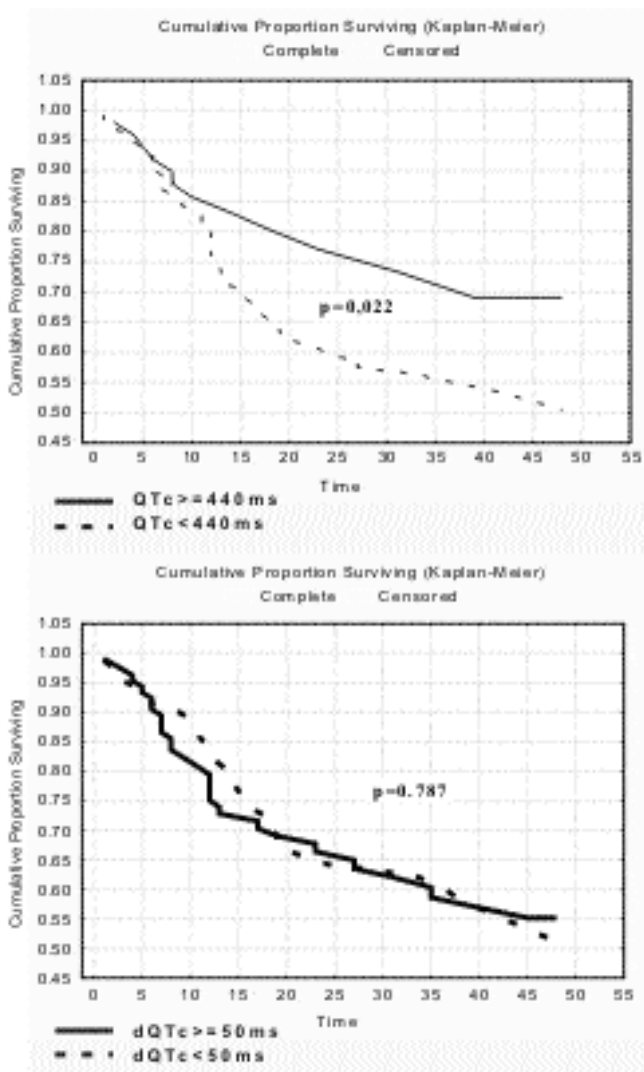 Cumulative Proportion Surviving (Kaplan-Meier)
Complete Censored
1.05
1.00
0.95
0.90
0.85
0.80
0.75
0.70
0.65
0.60
0.55
0.50
0.45
Cumulative Proportion Surviving
p=0,022
0 5 10 15 20 25 30 35 40 45 50 55
Time
QTc>=440ms
QTc<440ms
Cumulative Proportion Surviving (Kaplan-Meier)
Complete Censored
1.05
1.00
0.95
0.90
0.85
0.80
0.75
0.70
0.65
0.60
0.55
0.50
0.45
Cumulative Proportion Surviving
p=0.787
0 5 10 15 20 25 30 35 40 45 50 55
Time
dQTc>=50ms
dQTc<50ms